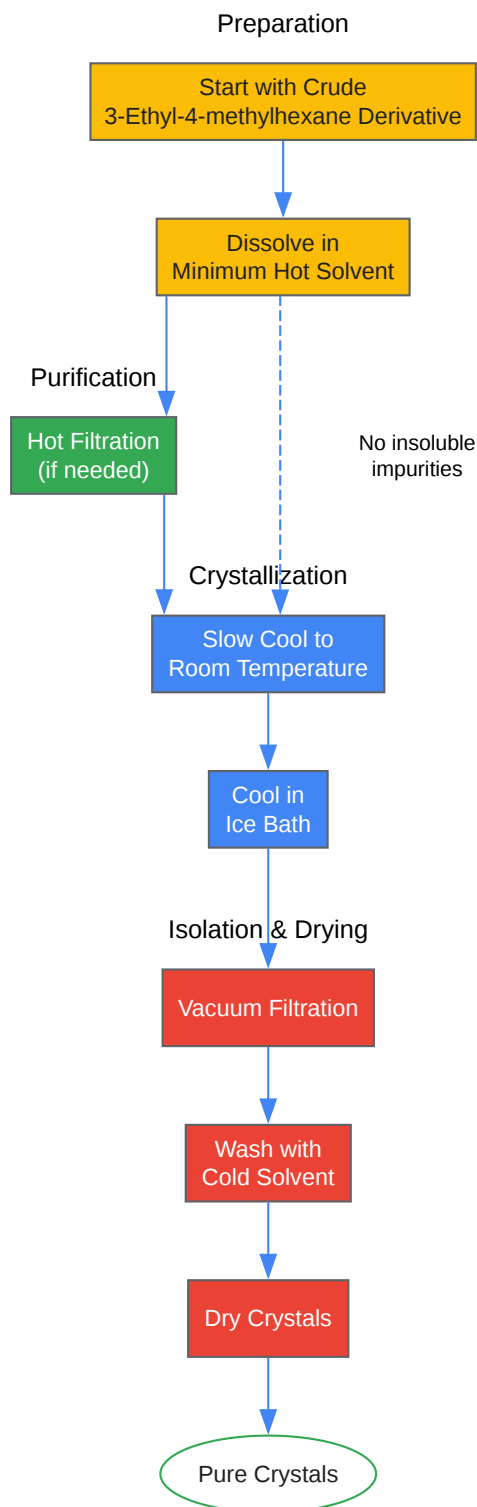 Preparation
Start with Crude
3-Ethyl-4-methylhexane Derivative
Dissolve in
Minimum Hot Solvent
Purification
Hot Filtration
(if needed)
No insoluble
impurities
Crystallization
Slow Cool to
Room Temperature
Cool in
Ice Bath
Isolation & Drying
Vacuum Filtration
Wash with
Cold Solvent
Dry Crystals
Pure Crystals